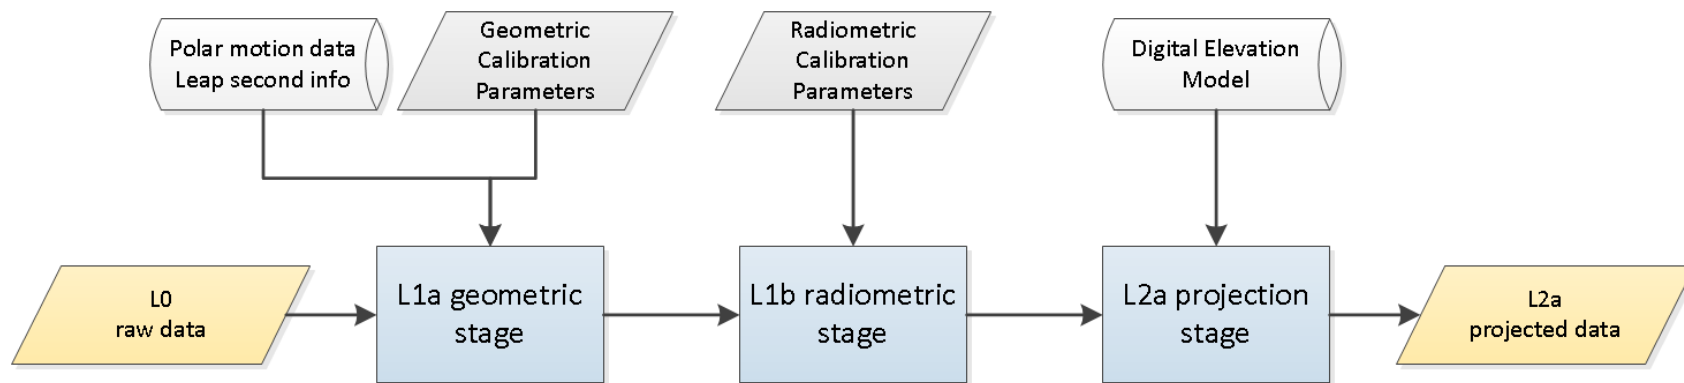 Polar motion data
Leap second info
Geometric
Calibration
Parameters
Radiometric
Calibration
Parameters
Digital Elevation
Model
L0
raw data
L1a geometric
stage
L1b radiometric
stage
L2a projection
stage
L2a
projected data